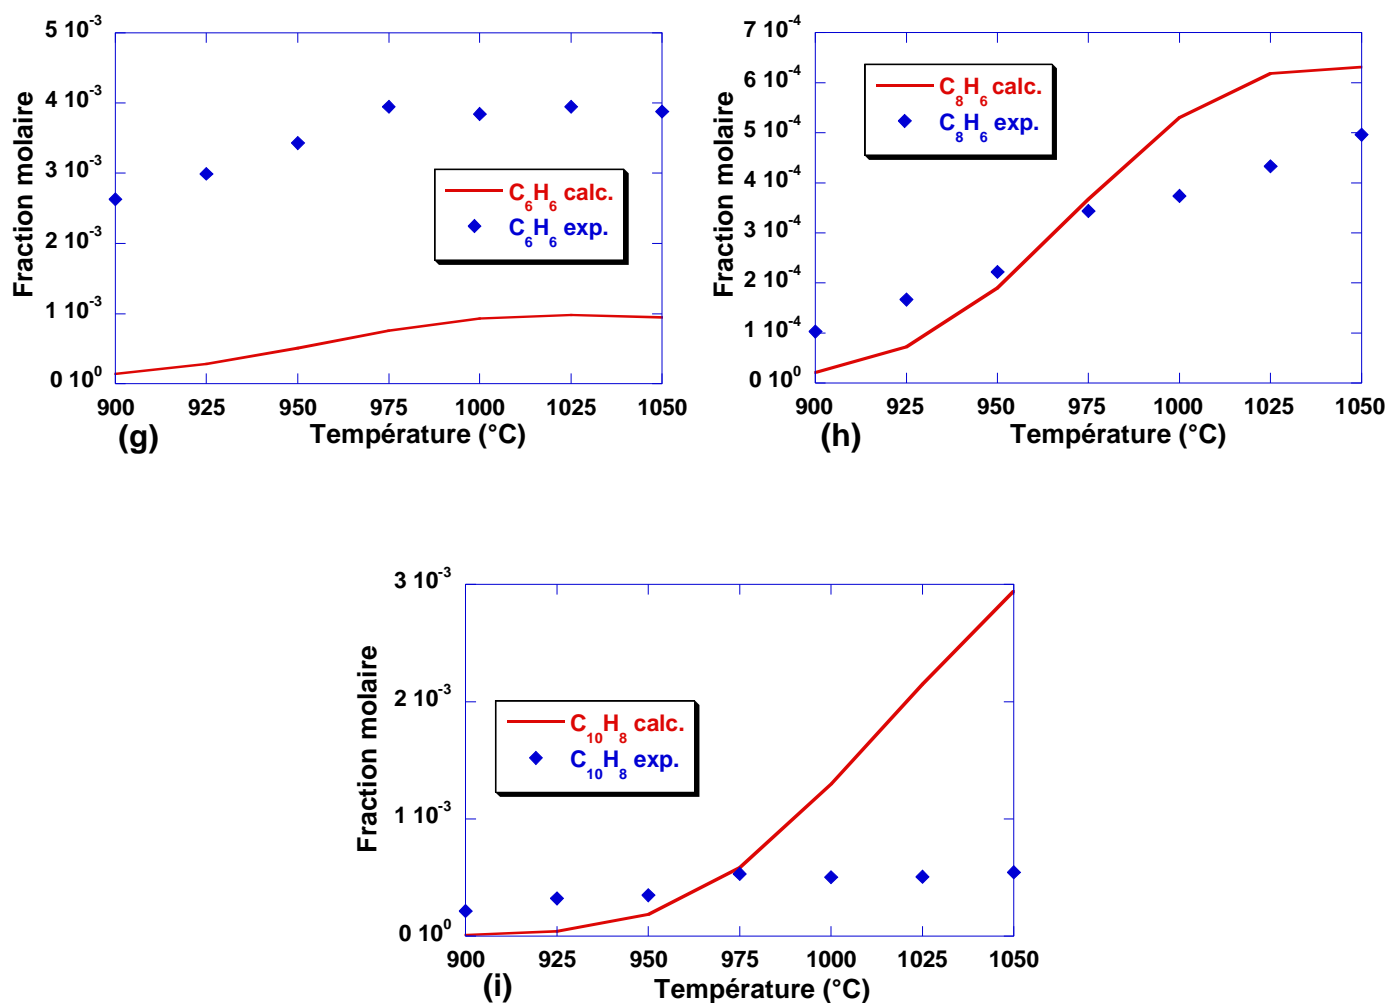 5 10⁻³
4 10⁻³
3 10⁻³
2 10⁻³
1 10⁻³
0 10⁰
Fraction molaire
C₆H₆ calc.
C₆H₆ exp.
900 925 950 975 1000 1025 1050
(g) Température (°C)
7 10⁻⁴
6 10⁻⁴
5 10⁻⁴
4 10⁻⁴
3 10⁻⁴
2 10⁻⁴
1 10⁻⁴
0 10⁰
Fraction molaire
C₈H₆ calc.
C₈H₆ exp.
900 925 950 975 1000 1025 1050
(h) Température (°C)
3 10⁻³
2 10⁻³
1 10⁻³
0 10⁰
Fraction molaire
C₁₀H₈ calc.
C₁₀H₈ exp.
900 925 950 975 1000 1025 1050
(i) Température (°C)